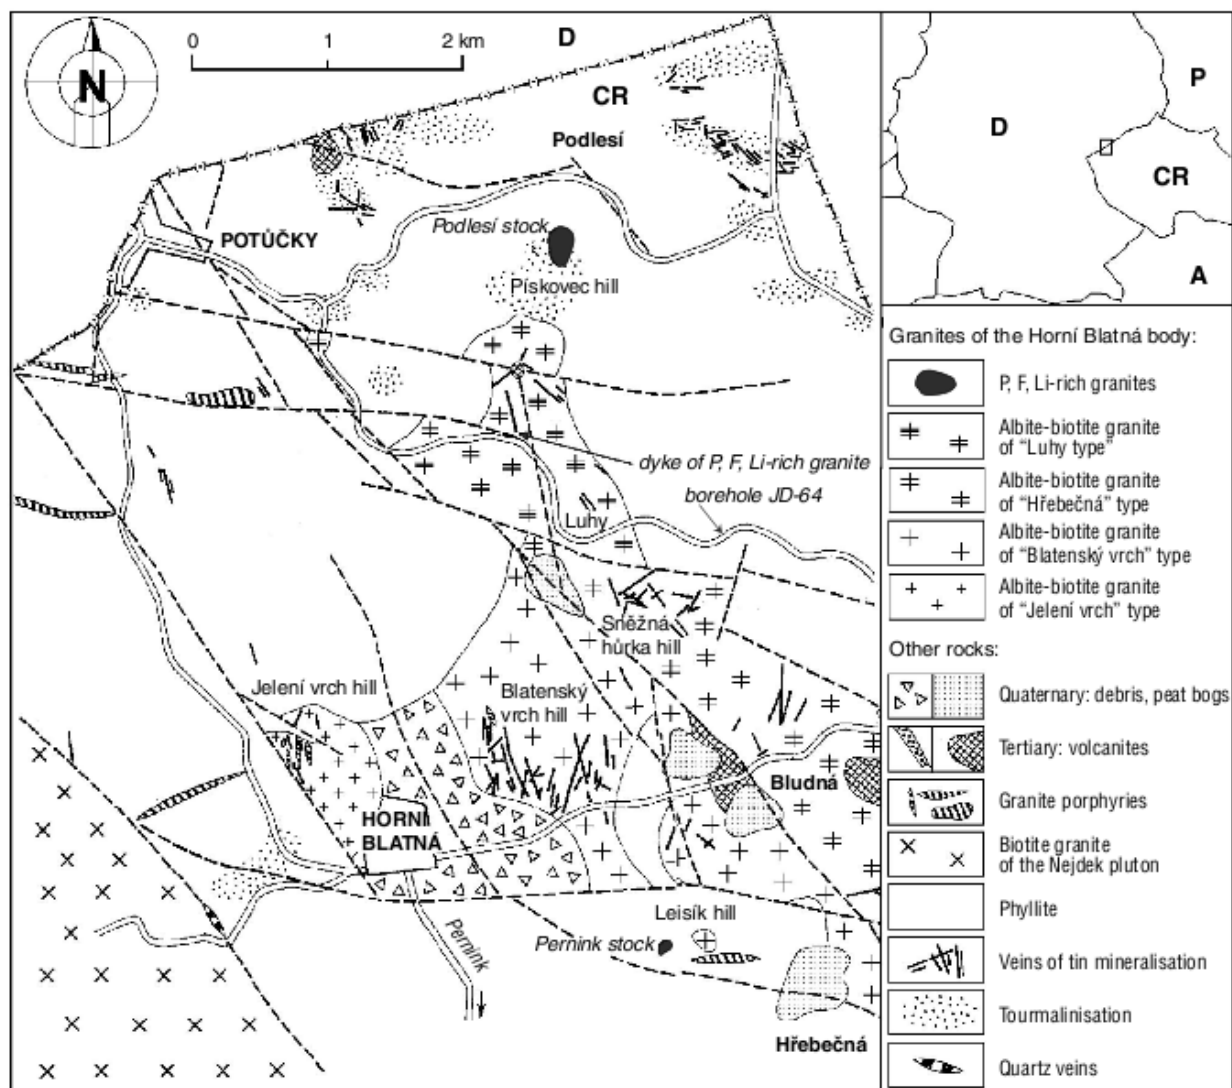 N
0 1 2 km
D
CR
Podlesí
POTŮČKY
Podlesí stock
Pískovec hill
dyke of P, F, Li-rich granite
borehole JD-64
Luhy
Sněžná
hůrka hill
Jelení vrch hill
Blatenský
vrch hill
Bludná
HORNÍ
BLATNÁ
Pernink
Leisík hill
Pernink stock
Hřebečná
D
P
CR
A
Granites of the Horní Blatná body:
P, F, Li-rich granites
Albite-biotite granite
of “Luhy type”
Albite-biotite granite
of “Hřebečná” type
Albite-biotite granite
of “Blatenský vrch” type
Albite-biotite granite
of “Jelení vrch” type
Other rocks:
Quaternary: debris, peat bogs
Tertiary: volcanites
Granite porphyries
Biotite granite
of the Nejdek pluton
Phyllite
Veins of tin mineralisation
Tourmalinisation
Quartz veins